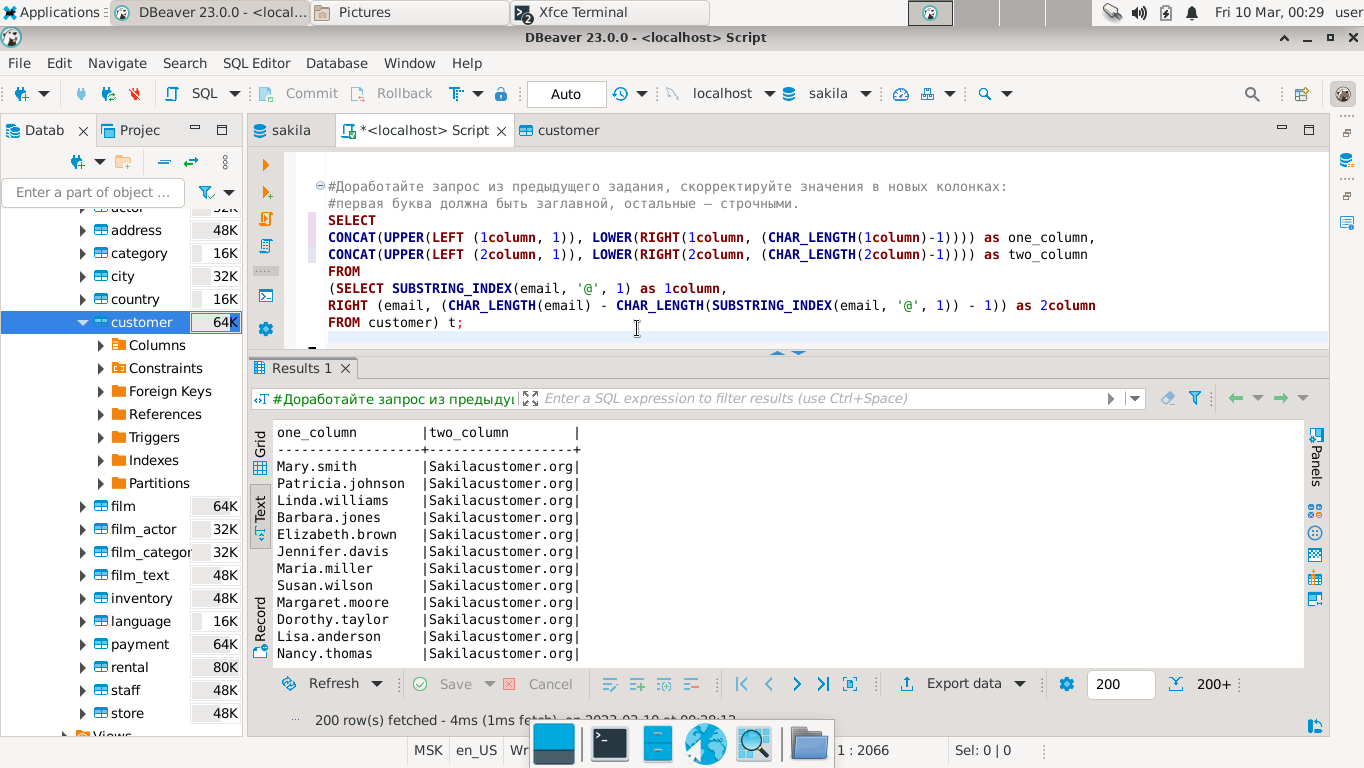 Applications
DBeaver 23.0.0 - <local...
Pictures
Xfce Terminal
2
Fri 10 Mar, 00:29
user
DBeaver 23.0.0 - <localhost> Script
File Edit Navigate Search SQL Editor Database Window Help
SQL
Commit
Rollback
Auto
localhost
sakila
Datab
Projec
sakila
*<localhost> Script
customer
Enter a part of object ...
actor 32K
address 48K
category 16K
city 32K
country 16K
customer 64K
Columns
Constraints
Foreign Keys
References
Triggers
Indexes
Partitions
film 64K
film_actor 32K
film_categor 32K
film_text 48K
inventory 48K
language 16K
payment 64K
rental 80K
staff 48K
store 48K
Views
#Доработайте запрос из предыдущего задания, скорректируйте значения в новых колонках:
#первая буква должна быть заглавной, остальные — строчными.
SELECT
CONCAT(UPPER(LEFT (1column, 1)), LOWER(RIGHT(1column, (CHAR_LENGTH(1column)-1)))) as one_column,
CONCAT(UPPER(LEFT (2column, 1)), LOWER(RIGHT(2column, (CHAR_LENGTH(2column)-1)))) as two_column
FROM
(SELECT SUBSTRING_INDEX(email, '@', 1) as 1column,
RIGHT (email, (CHAR_LENGTH(email) - CHAR_LENGTH(SUBSTRING_INDEX(email, '@', 1)) - 1)) as 2column
FROM customer) t;
Results 1
#Доработайте запрос из предыду
Enter a SQL expression to filter results (use Ctrl+Space)
Grid
Text
Record
one_column        |two_column        |
------------------+------------------+
Mary.smith        |Sakilacustomer.org|
Patricia.johnson  |Sakilacustomer.org|
Linda.williams    |Sakilacustomer.org|
Barbara.jones     |Sakilacustomer.org|
Elizabeth.brown   |Sakilacustomer.org|
Jennifer.davis    |Sakilacustomer.org|
Maria.miller      |Sakilacustomer.org|
Susan.wilson      |Sakilacustomer.org|
Margaret.moore    |Sakilacustomer.org|
Dorothy.taylor    |Sakilacustomer.org|
Lisa.anderson     |Sakilacustomer.org|
Nancy.thomas      |Sakilacustomer.org|
Panels
Refresh
Save
Cancel
Export data
200
200+
200 row(s) fetched - 4ms (1ms fetch), on 2023-03-10 at 00:28:12
MSK
en_US
Wr
1 : 2066
Sel: 0 | 0